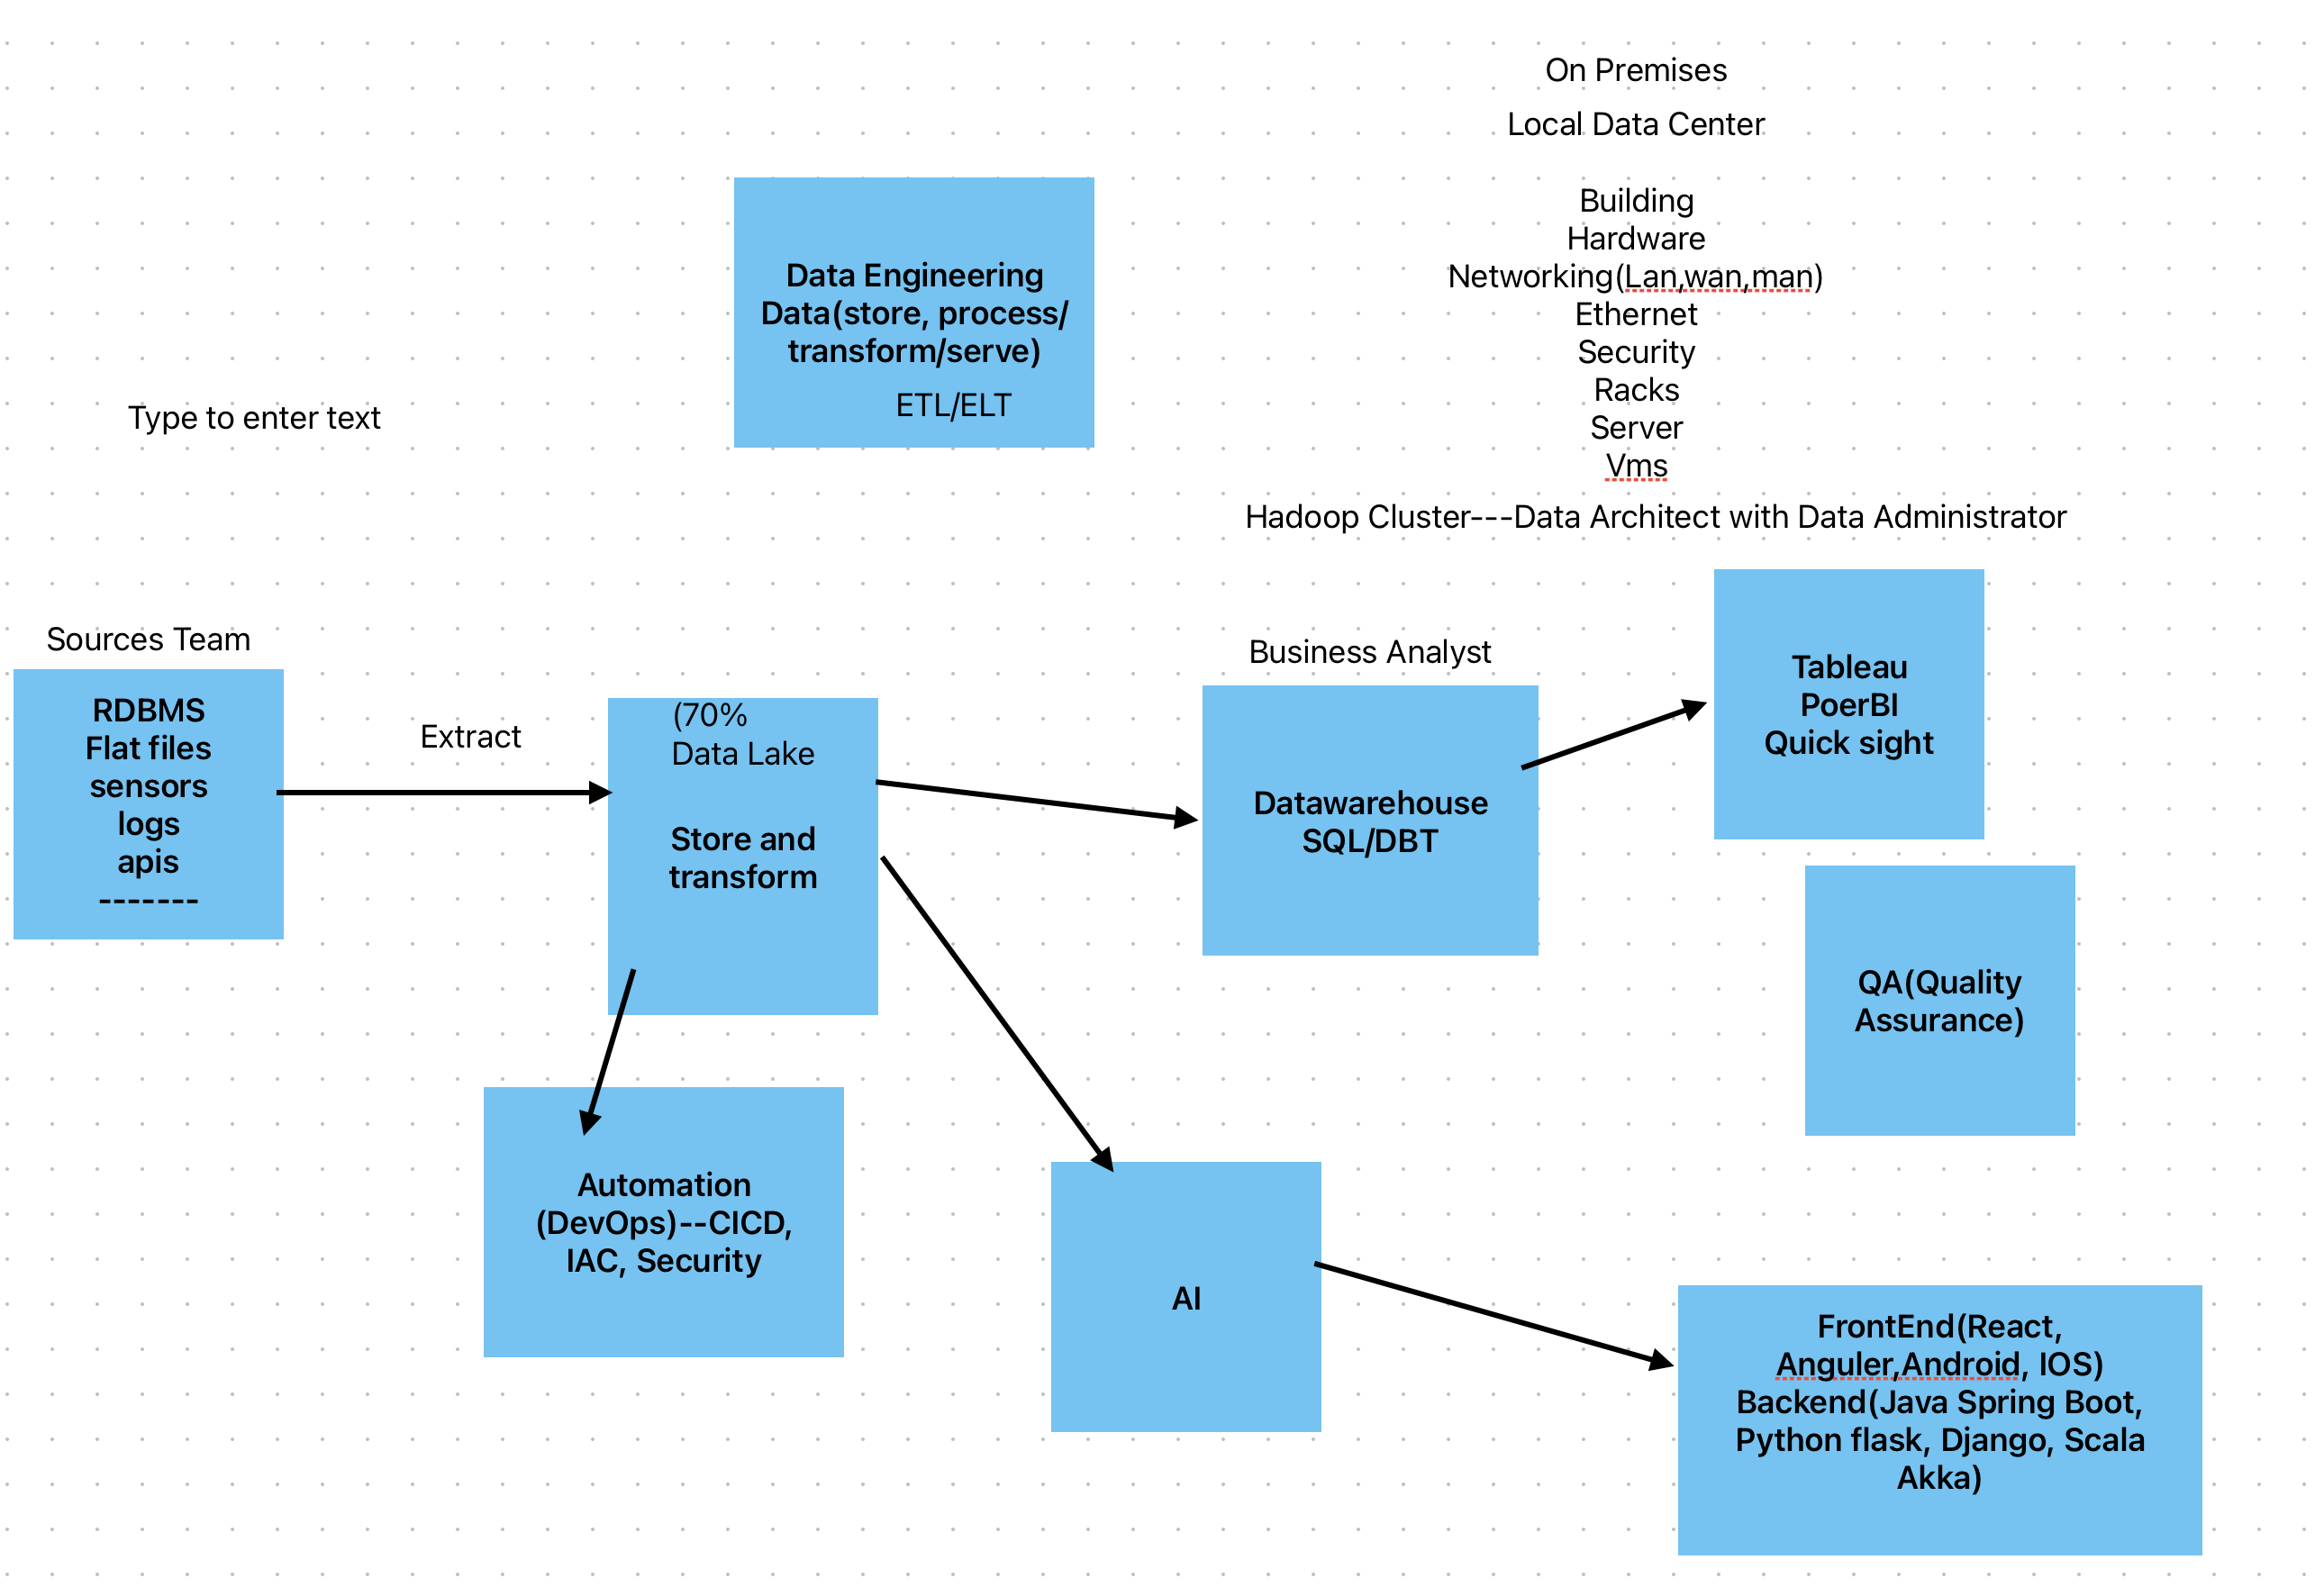 On Premises
Local Data Center
Building
Hardware
Networking(Lan,wan,man)
Ethernet
Security
Racks
Server
Vms
Hadoop Cluster---Data Architect with Data Administrator
Data Engineering
Data(store, process/
transform/serve)
ETL/ELT
Type to enter text
Sources Team
RDBMS
Flat files
sensors
logs
apis
-------
Extract
(70%
Data Lake
Store and
transform
Business Analyst
Datawarehouse
SQL/DBT
Tableau
PoerBI
Quick sight
QA(Quality
Assurance)
Automation
(DevOps)--CICD,
IAC, Security
AI
FrontEnd(React,
Anguler,Android, IOS)
Backend(Java Spring Boot,
Python flask, Django, Scala
Akka)